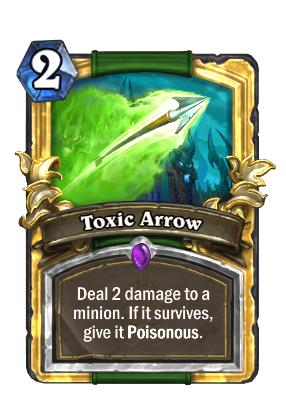 2
Toxic Arrow
Deal 2 damage to a
minion. If it survives,
give it Poisonous.